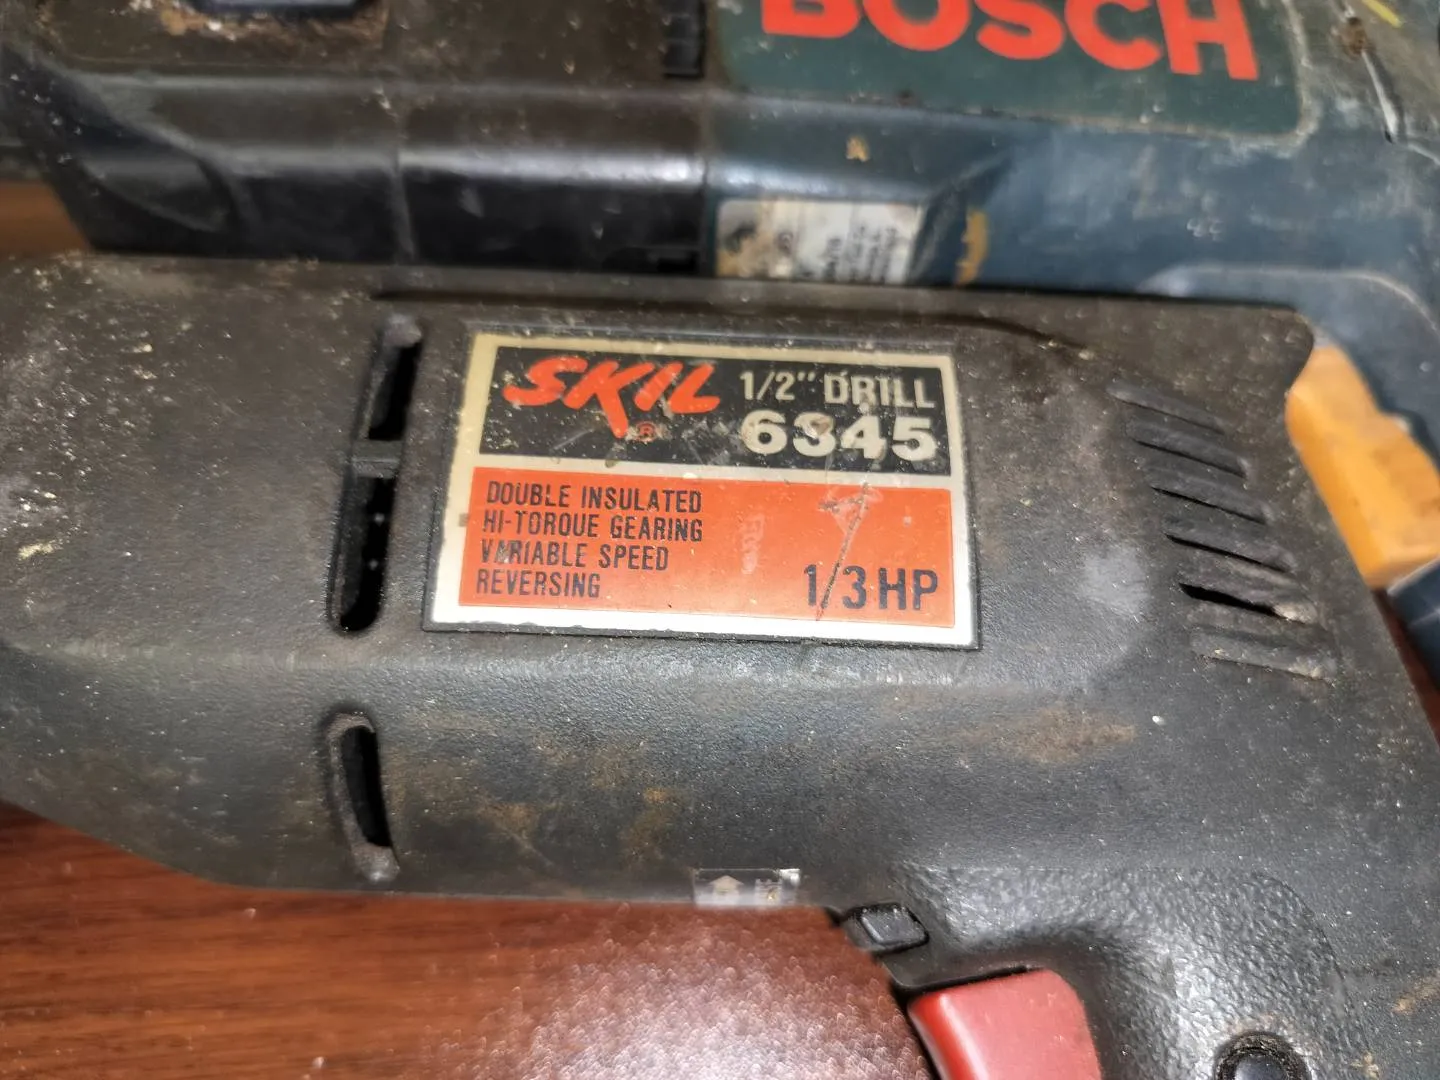 BOSCH
SKIL® 1/2" DRILL
6345
DOUBLE INSULATED
HI-TORQUE GEARING
VARIABLE SPEED
REVERSING
1/3 HP